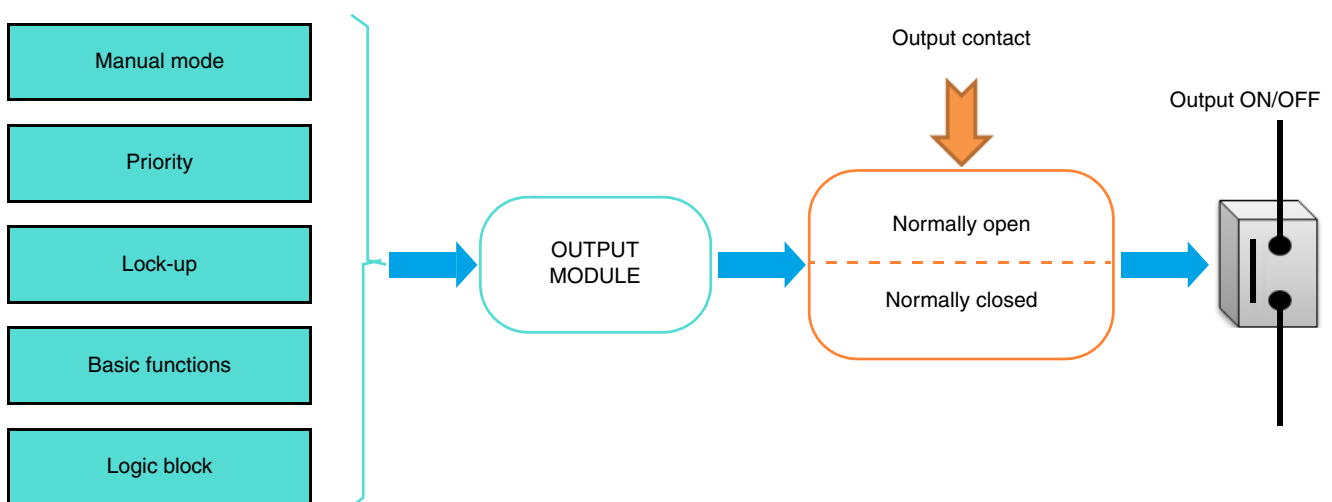 Manual mode
Priority
Lock-up
Basic functions
Logic block
OUTPUT
MODULE
Output contact
Normally open
Normally closed
Output ON/OFF